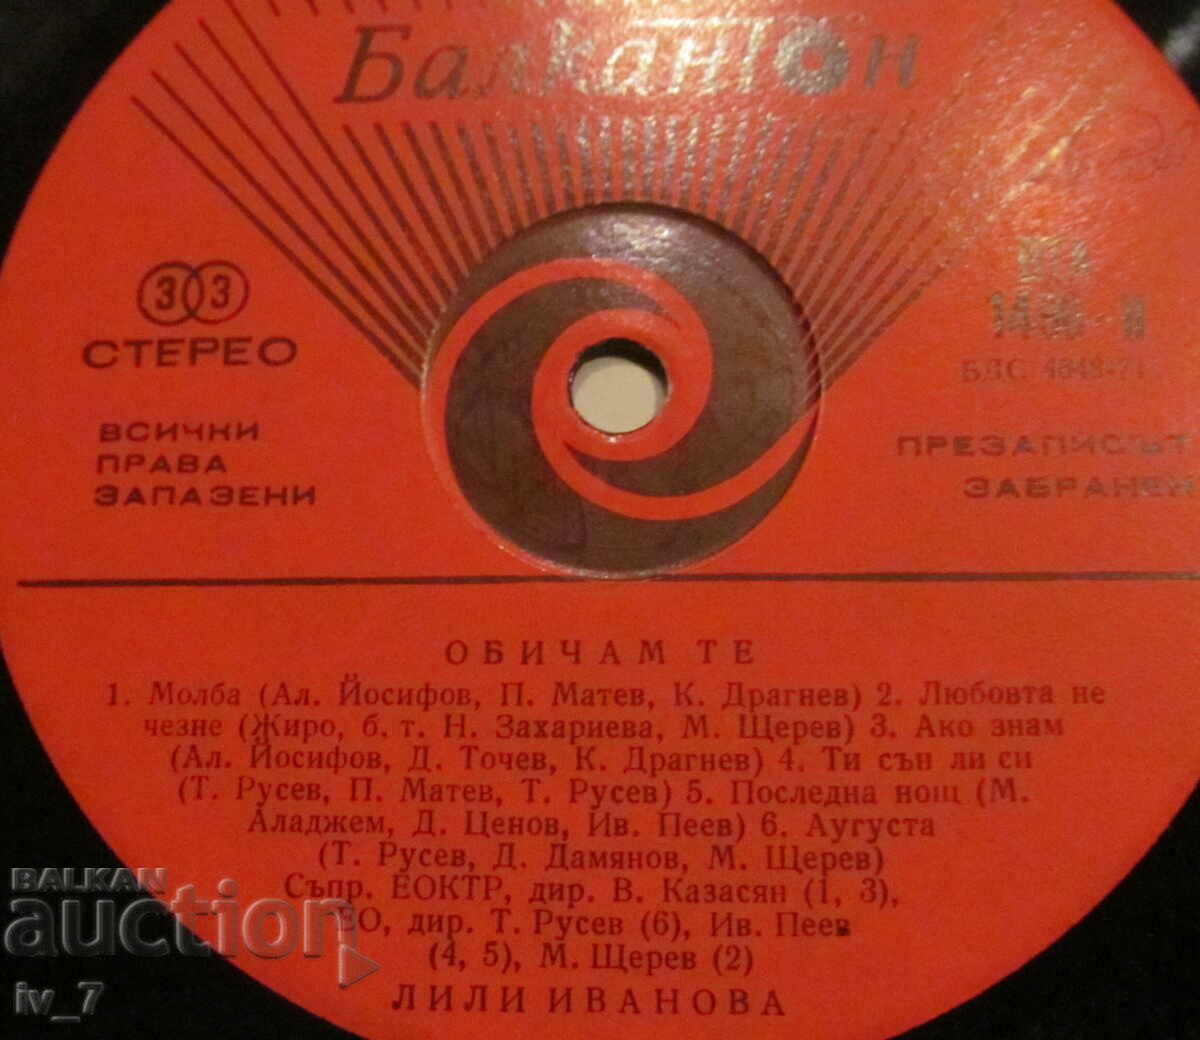 Балкантон
33
СТЕРЕО
ВСИЧКИ
ПРАВА
ЗАПАЗЕНИ
БДС
ПРЕЗАПИСЪТ
ЗАБРАНЕН
ОБИЧАМ ТЕ
1. Молба (Ал. Йосифов, П. Матев, К. Драгнев) 2. Любовта не
чезне (Жиро, б. т. Н. Захариева, М. Щерев) 3. Ако знам
(Ал. Йосифов, Д. Точев, К. Драгнев) 4. Ти сън ли си
(Т. Русев, П. Матев, Т. Русев) 5. Последна нощ (М.
Аладжем, Д. Ценов, Ив. Пеев) 6. Аугуста
(Т. Русев, Д. Дамянов, М. Щерев)
Съпр. ЕОКТР, дир. В. Казасян (1, 3),
ВО, дир. Т. Русев (6), Ив. Пеев
(4, 5), М. Щерев (2)
ЛИЛИ ИВАНОВА
BALKAN
auction
iv_7